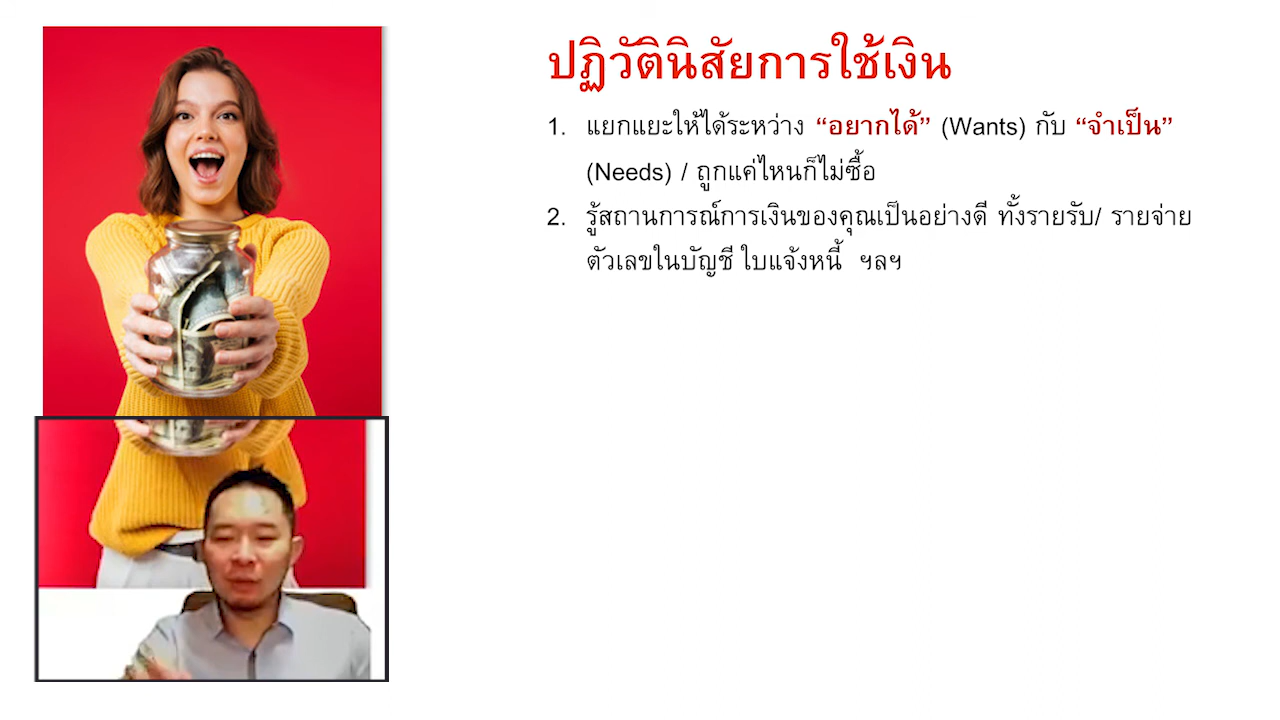 ปฏิวัตินิสัยการใช้เงิน
1. แยกแยะให้ได้ระหว่าง “อยากได้” (Wants) กับ “จำเป็น”
(Needs) / ถูกแค่ไหนก็ไม่ซื้อ
2. รู้สถานการณ์การเงินของคุณเป็นอย่างดี ทั้งรายรับ/ รายจ่าย
ตัวเลขในบัญชี ใบแจ้งหนี้ ฯลฯ